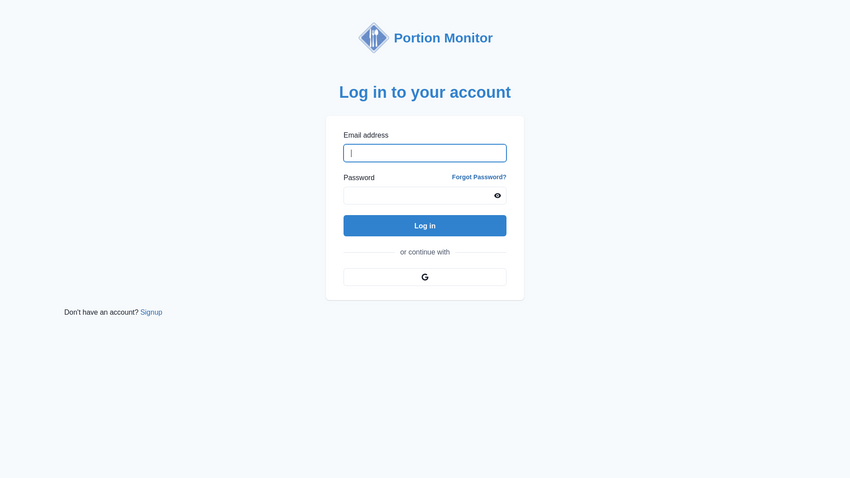 Portion Monitor
Log in to your account
Email address
Password Forgot Password?
Log in
or continue with
G
Don't have an account? Signup